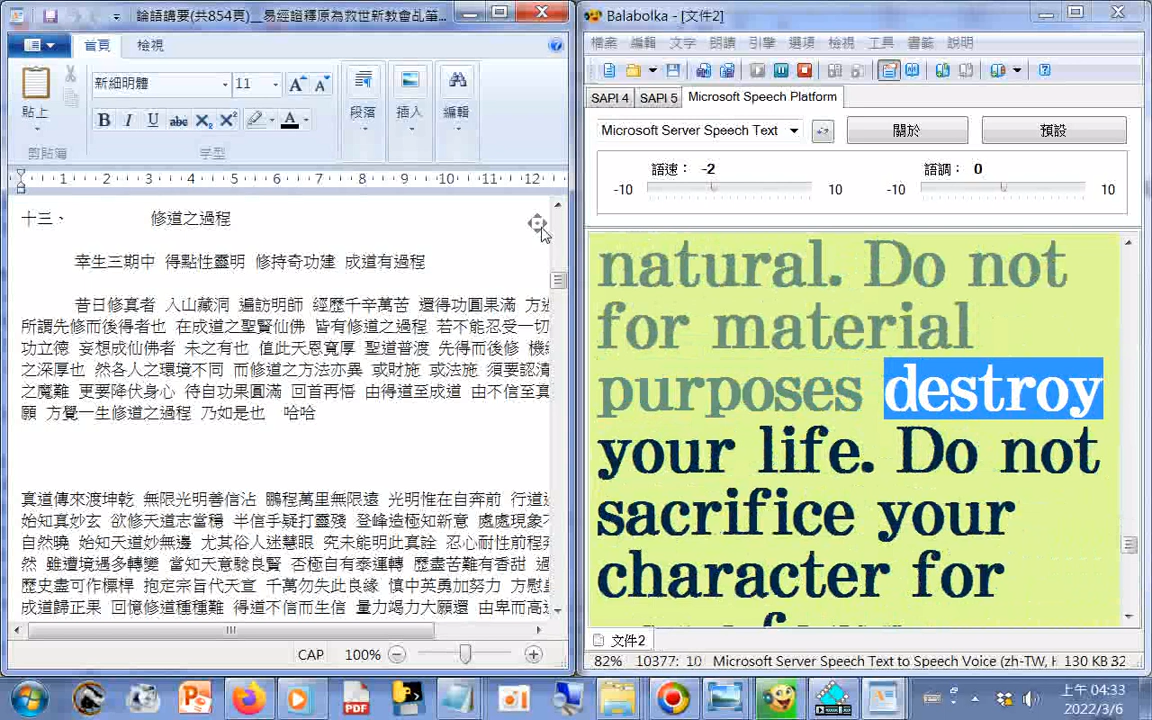 論語講要(共854頁)__易經證釋原為救世新教會乩筆...
首頁 檢視
貼上
新細明體 11
B I U abc X₂ X²
A
段落 插入 編輯
剪貼簿 字型
1 2 3 4 5 6 7 8 9 10 11 12
十三、 修道之過程
幸生三期中 得點性靈明 修持奇功建 成道有過程
昔日修真者 入山藏洞 遍訪明師 經歷千辛萬苦 還得功圓果滿 方
所謂先修而後得者也 在成道之聖賢仙佛 皆有修道之過程 若不能忍受一切
功立德 妄想成仙佛者 未之有也 值此天恩寬厚 聖道普渡 先得而後修 機
之深厚也 然各人之環境不同 而修道之方法亦異 或財施 或法施 須要認清
之魔難 更要降伏身心 待自功果圓滿 回首再悟 由得道至成道 由不信至真
願 方覺一生修道之過程 乃如是也 哈哈
真道傳來渡坤乾 無限光明善信沾 鵬程萬里無限遠 光明惟在自奔前 行道
始知真妙玄 欲修天道志當穩 半信半疑打靈殘 登峰造極知新意 處處現象
自然曉 始知天道妙無邊 尤其俗人迷慧眼 究未能明此真詮 忍心耐性前程
然 雖遭境遇多轉變 當知天意驗良賢 否極自有泰運轉 歷盡苦難有香甜
歷史盡可作標桿 抱定宗旨代天宣 千萬勿失此良緣 慎中英勇加努力 方慰
成道歸正果 回憶修道種種難 得道不信而生信 量力竭力大願還 由卑而高
CAP 100%
Balabolka - [文件2]
檔案 編輯 文字 朗讀 引擎 選項 檢視 工具 書籤 說明
SAPI 4 SAPI 5 Microsoft Speech Platform
Microsoft Server Speech Text 關於 預設
語速： -2 語調： 0
-10 10 -10 10
natural. Do not
for material
purposes destroy
your life. Do not
sacrifice your
character for
文件2
82% 10377: 10 Microsoft Server Speech Text to Speech Voice (zh-TW, H 130 KB 32
上午 04:33
2022/3/6